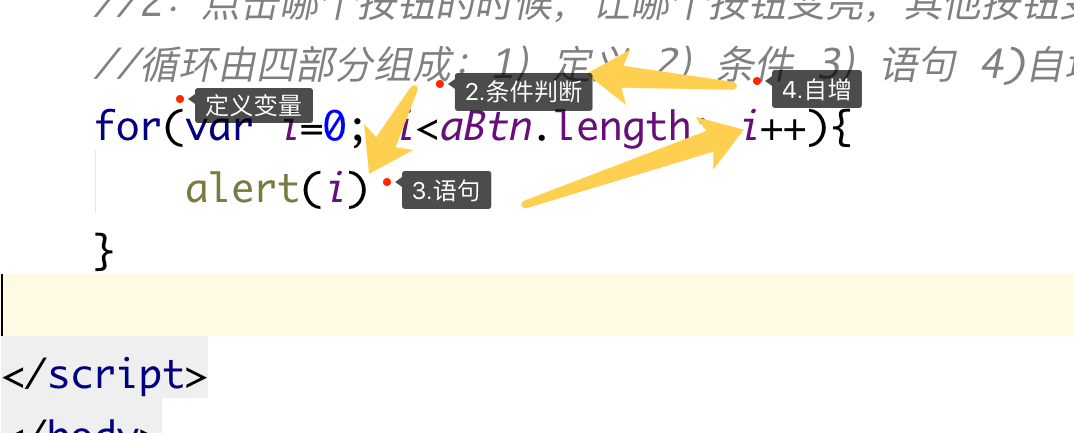 //2: 点击哪个按钮的时候，让哪个按钮变亮，其他按钮变
//循环由四部分组成：1）定义 2）条件 3）语句 4)自增
定义变量
2.条件判断
4.自增
for(var i=0; i<aBtn.length; i++){
alert(i)
3.语句
}
</script>
</body>